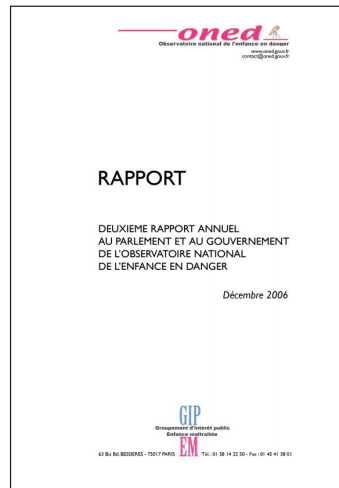 oned
Observatoire national de l'enfance en danger
www.oned.gouv.fr
contact@oned.gouv.fr
RAPPORT
DEUXIEME RAPPORT ANNUEL
AU PARLEMENT ET AU GOUVERNEMENT
DE L'OBSERVATOIRE NATIONAL
DE L'ENFANCE EN DANGER
Décembre 2006
GIP
Groupement d'intérêt public
Enfance maltraitée
EM
63 Bis Bd. BESSIERES - 75017 PARIS Tél. : 01 58 14 22 50 - Fax : 01 45 41 38 01